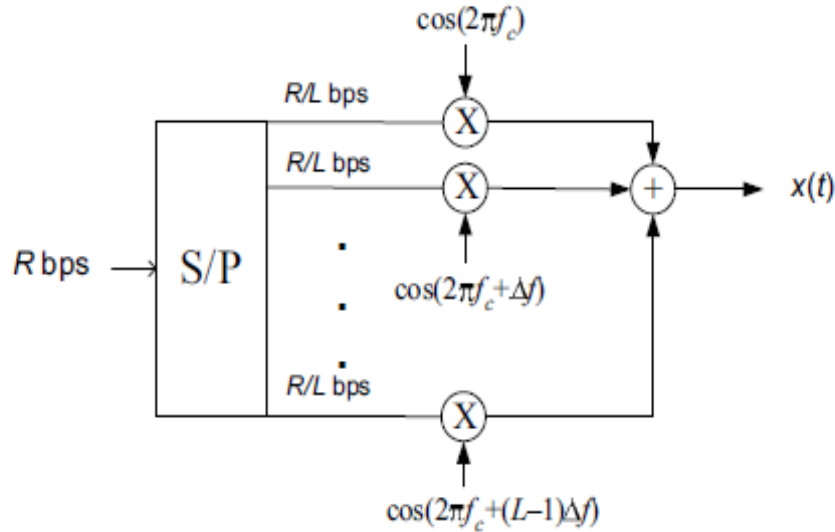 cos(2πf_c)
R/L bps
X
R/L bps
X
+
x(t)
R bps
S/P
cos(2πf_c+Δf)
R/L bps
X
cos(2πf_c+(L–1)Δf)